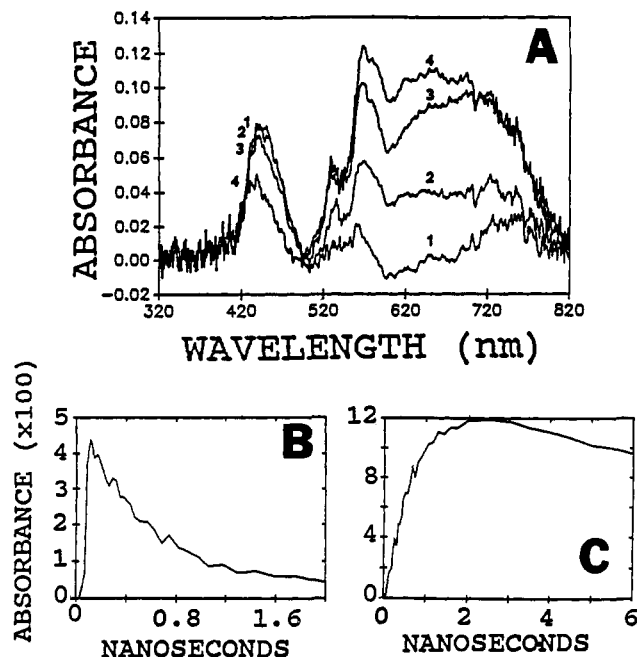 A
ABSORBANCE
0.14
0.12
0.10
0.08
0.06
0.04
0.02
0.00
-0.02
1
2
3
4
4
3
2
1
320 420 520 620 720 820
WAVELENGTH (nm)
ABSORBANCE (x100)
B
5
4
3
2
1
0
0 0.8 1.6
NANOSECONDS
C
12
8
4
0
0 2 4 6
NANOSECONDS